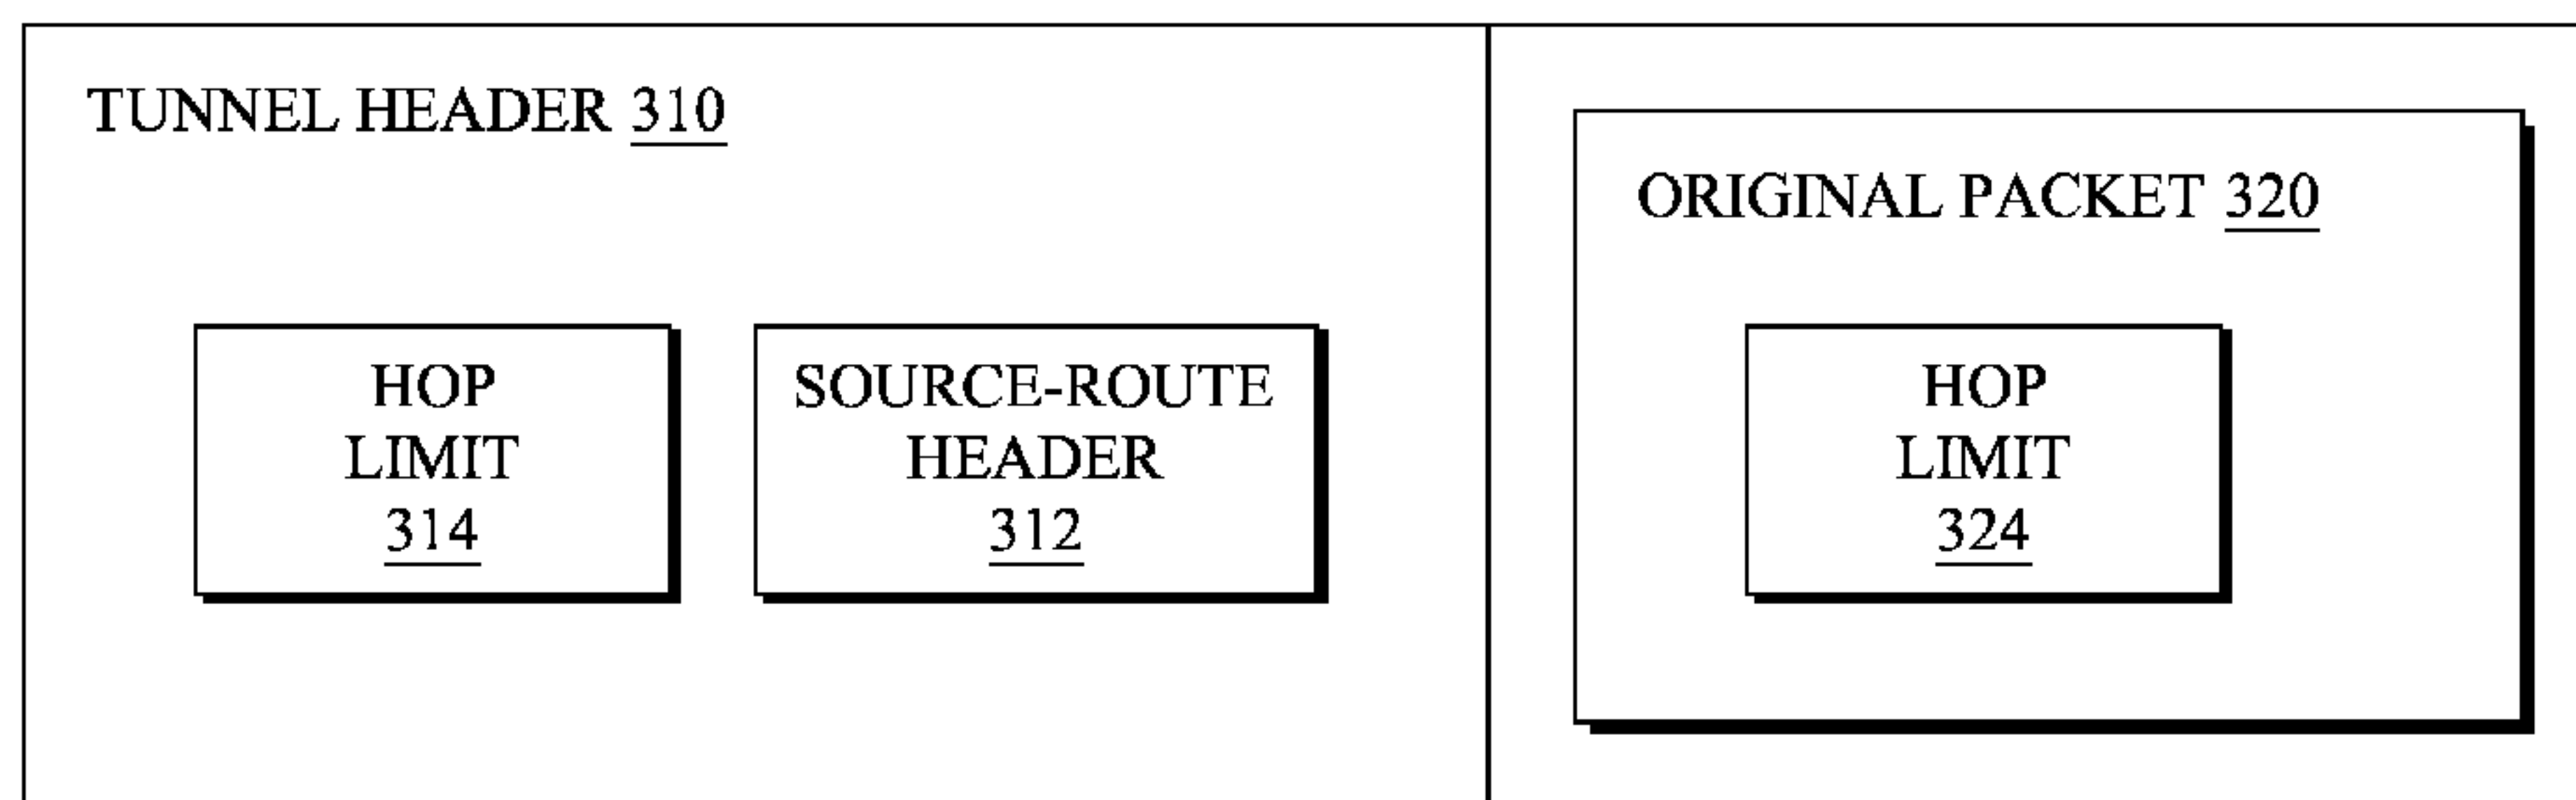 TUNNEL HEADER 310
HOP
LIMIT
314
SOURCE-ROUTE
HEADER
312
ORIGINAL PACKET 320
HOP
LIMIT
324